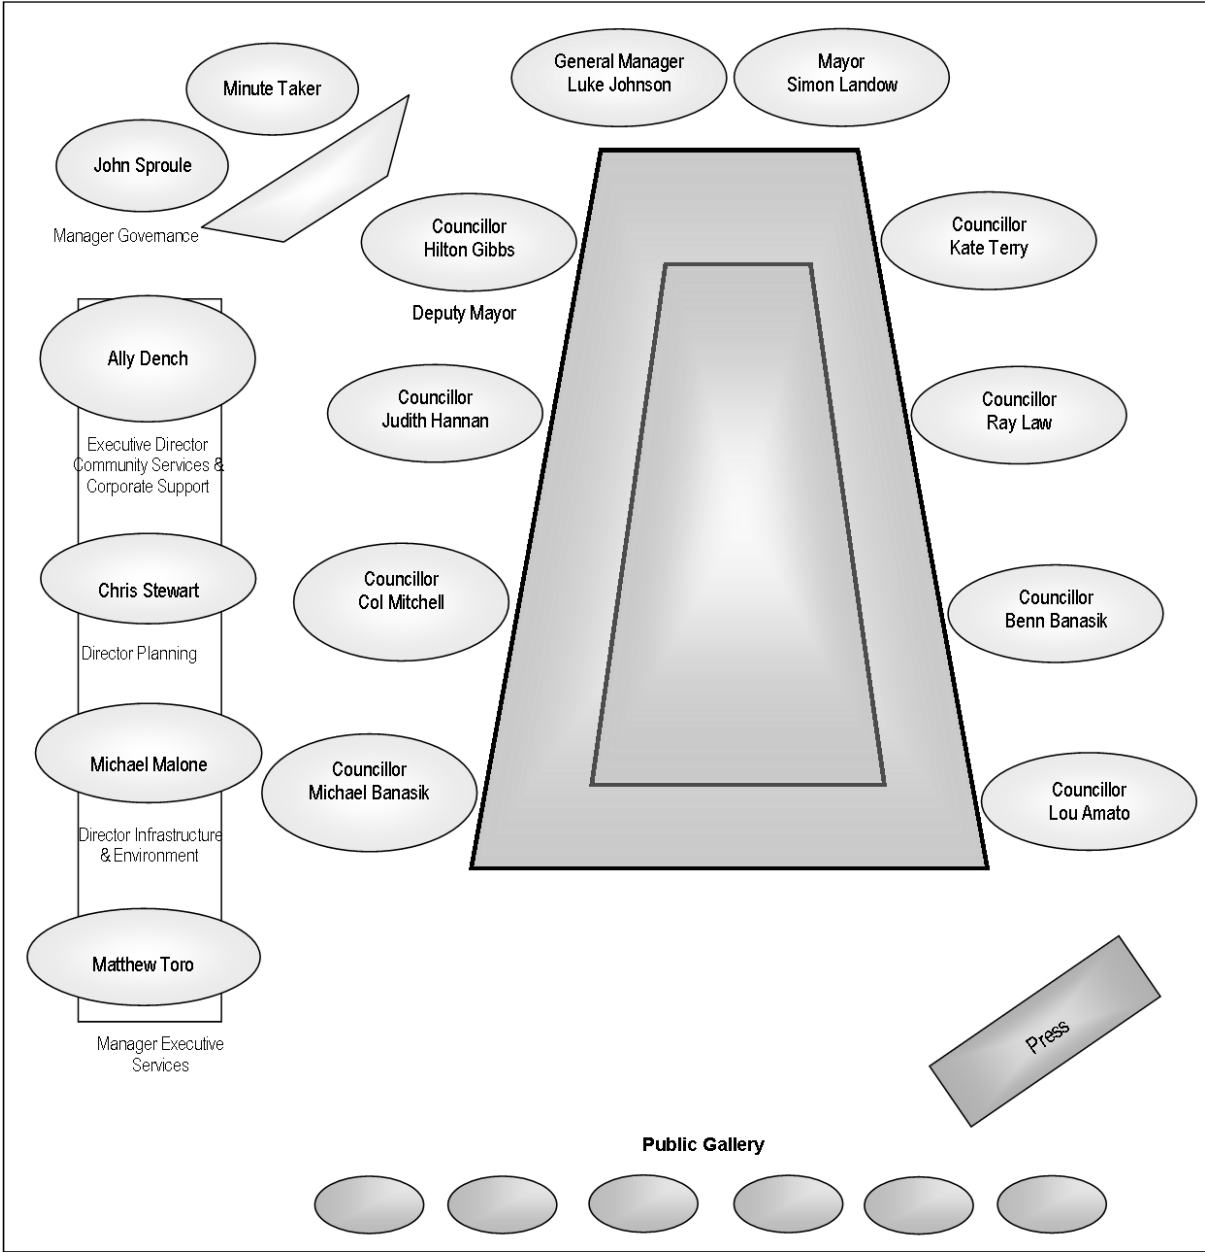 General Manager
Luke Johnson
Mayor
Simon Landow
Minute Taker
John Sproule
Manager Governance
Councillor
Hilton Gibbs
Deputy Mayor
Councillor
Kate Terry
Ally Dench
Executive Director
Community Services &
Corporate Support
Councillor
Judith Hannan
Councillor
Ray Law
Chris Stewart
Director Planning
Councillor
Col Mitchell
Councillor
Benn Banasik
Michael Malone
Director Infrastructure
& Environment
Councillor
Michael Banasik
Councillor
Lou Amato
Matthew Toro
Manager Executive
Services
Press
Public Gallery